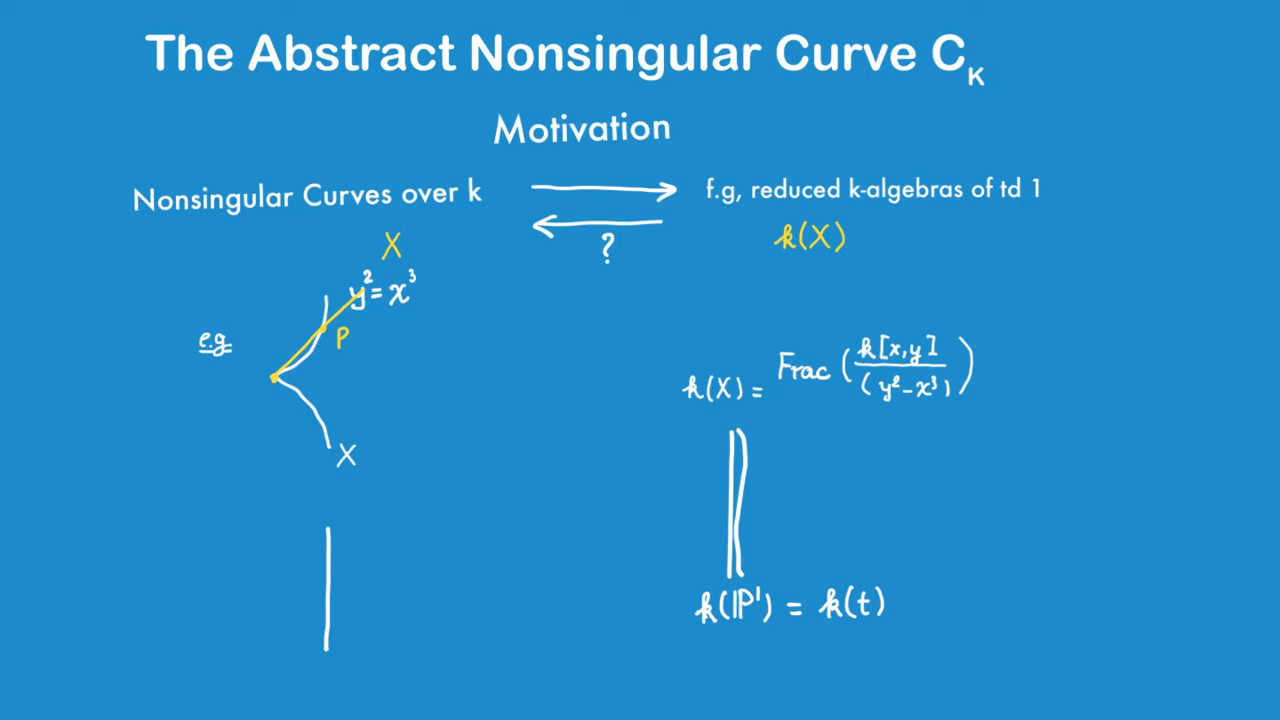 The Abstract Nonsingular Curve C_K
Motivation
Nonsingular Curves over k
f.g, reduced k-algebras of td 1
?
X
k(X)
y² = x³
e.g
P
X
k(X) = Frac ( k[x,y] / (y²-x³) )
k(ℙ¹) = k(t)